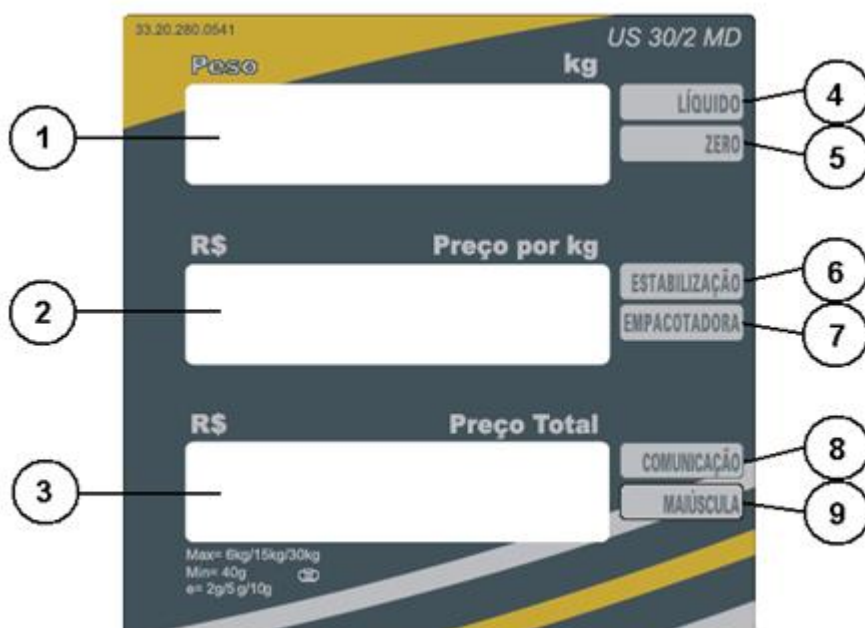 33.20.280.0541
US 30/2 MD
Peso kg
1
LÍQUIDO
4
ZERO
5
R$ Preço por kg
2
ESTABILIZAÇÃO
6
EMPACOTADORA
7
R$ Preço Total
3
COMUNICAÇÃO
8
MAIÚSCULA
9
Max= 6kg/15kg/30kg
Min= 40g
e= 2g/5g/10g